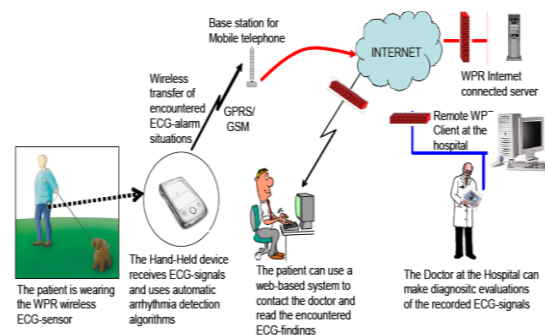 Base station for
Mobile telephone
INTERNET
WPR Internet
connected server
Wireless
transfer of
encountered
ECG-alarm
situations
GPRS/
GSM
Remote WPR
Client at the
hospital
The patient is wearing
the WPR wireless
ECG-sensor
The Hand-Held device
receives ECG-signals
and uses automatic
arrhythmia detection
algorithms
The patient can use a
web-based system to
contact the doctor and
read the encountered
ECG-findings
The Doctor at the Hospital can
make diagnositc evaluations
of the recorded ECG-signals